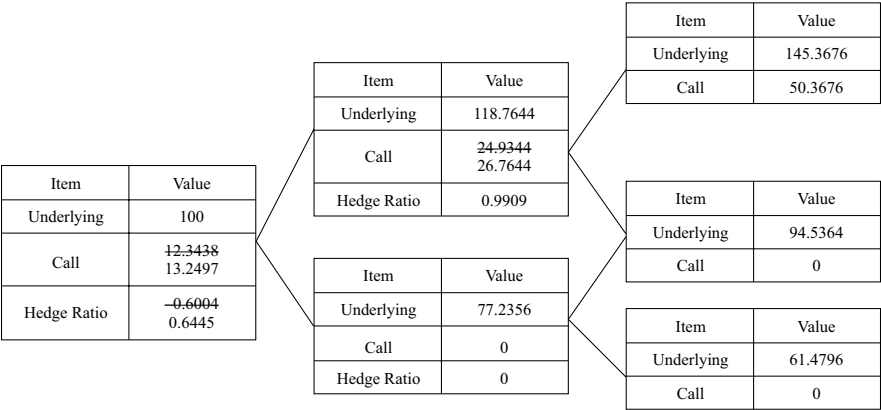 Item Value
Underlying 100
Call 12.3438
13.2497
Hedge Ratio -0.6004
0.6445
Item Value
Underlying 118.7644
Call 24.9344
26.7644
Hedge Ratio 0.9909
Item Value
Underlying 77.2356
Call 0
Hedge Ratio 0
Item Value
Underlying 145.3676
Call 50.3676
Item Value
Underlying 94.5364
Call 0
Item Value
Underlying 61.4796
Call 0